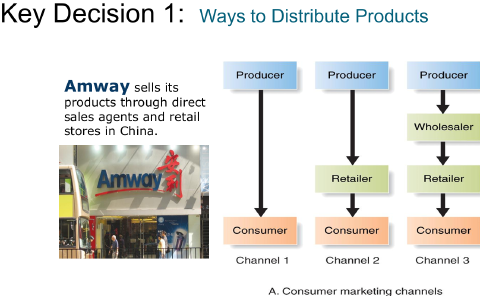 Key Decision 1: Ways to Distribute Products
Amway sells its
products through direct
sales agents and retail
stores in China.
Amway
Producer
Consumer
Channel 1
Producer
Retailer
Consumer
Channel 2
Producer
Wholesaler
Retailer
Consumer
Channel 3
A. Consumer marketing channels